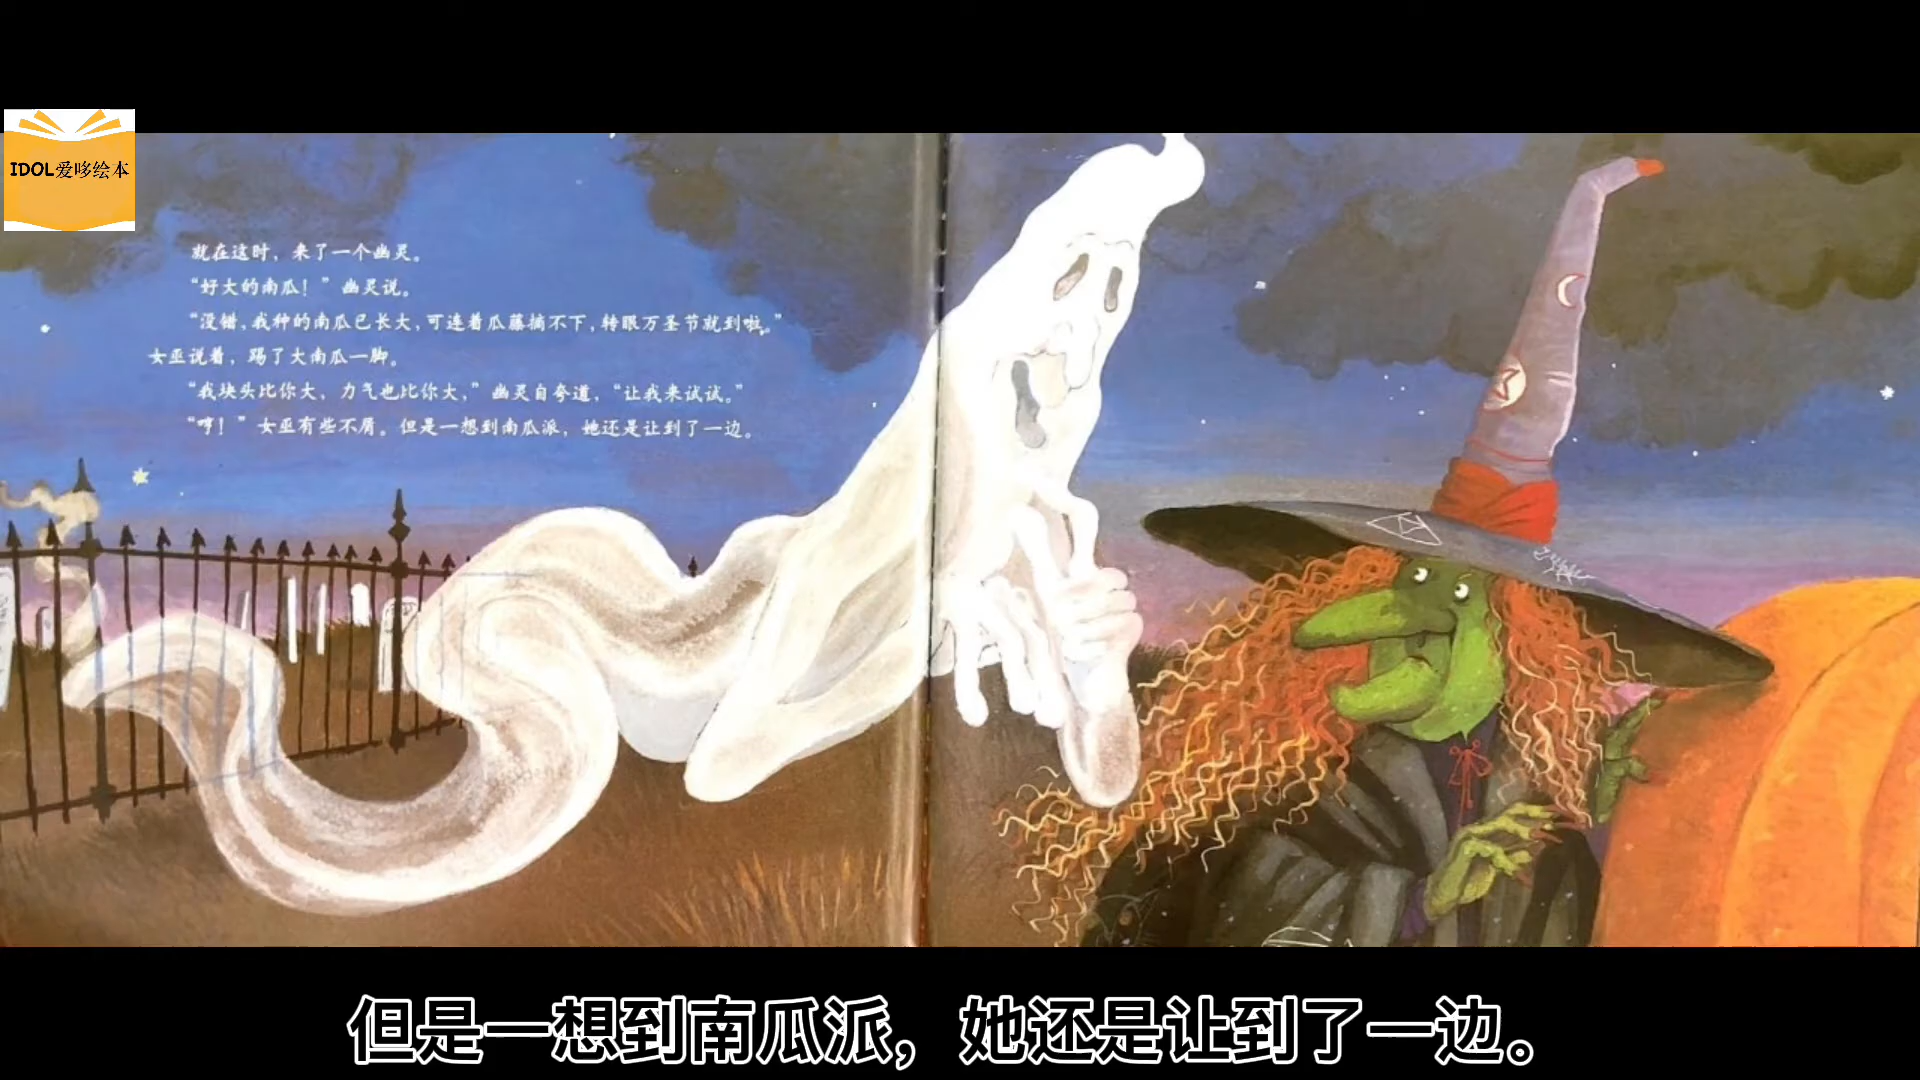 IDOL爱哆绘本
就在这时，来了一个幽灵。
“好大的南瓜！”幽灵说。
“没错，我种的南瓜已长大，可连着瓜藤摘不下，转眼万圣节就到啦。”
女巫说着，踢了大南瓜一脚。
“我块头比你大，力气也比你大，”幽灵自夸道，“让我来试试。”
“哼！”女巫有些不屑。但是一想到南瓜派，她还是让到了一边。
但是一想到南瓜派，她还是让到了一边。